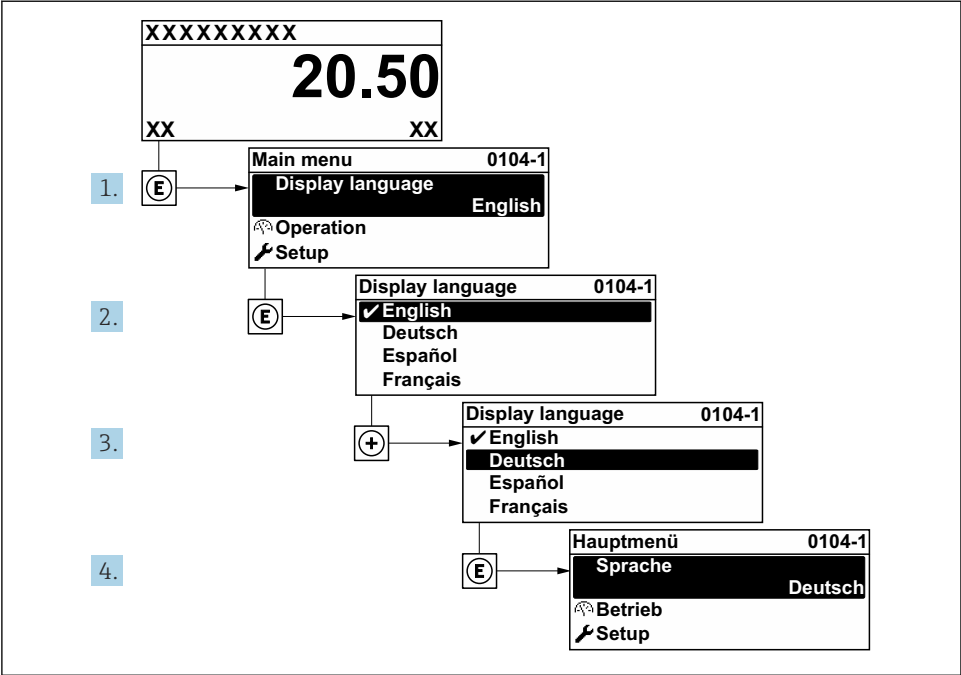 XXXXXXXXX
20.50
XX XX
1. E
Main menu 0104-1
Display language
English
Operation
Setup
2. E
Display language 0104-1
✔English
Deutsch
Español
Français
3. +
Display language 0104-1
✔English
Deutsch
Español
Français
4. E
Hauptmenü 0104-1
Sprache
Deutsch
Betrieb
Setup